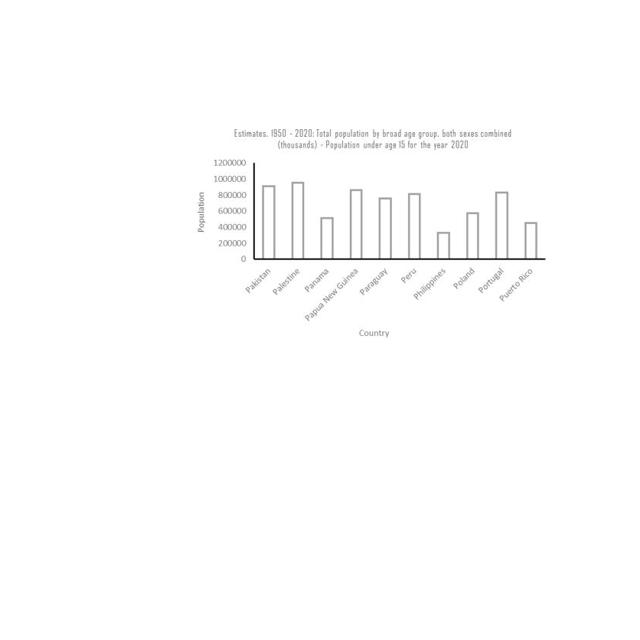 Estimates, 1950 - 2020: Total population by broad age group, both sexes combined
(thousands) - Population under age 15 for the year 2020
1200000
1000000
800000
600000
400000
200000
0
Population
Pakistan
Palestine
Panama
Papua New Guinea
Paraguay
Peru
Philippines
Poland
Portugal
Puerto Rico
Country